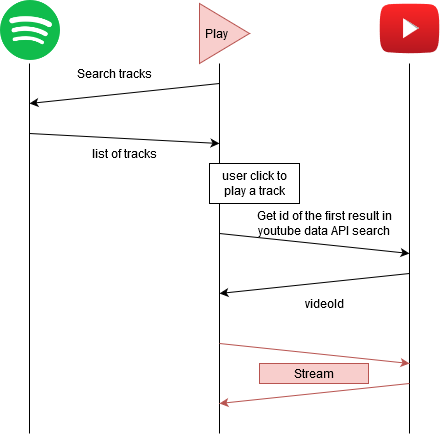 Play
Search tracks
list of tracks
user click to
play a track
Get id of the first result in
youtube data API search
videoId
Stream